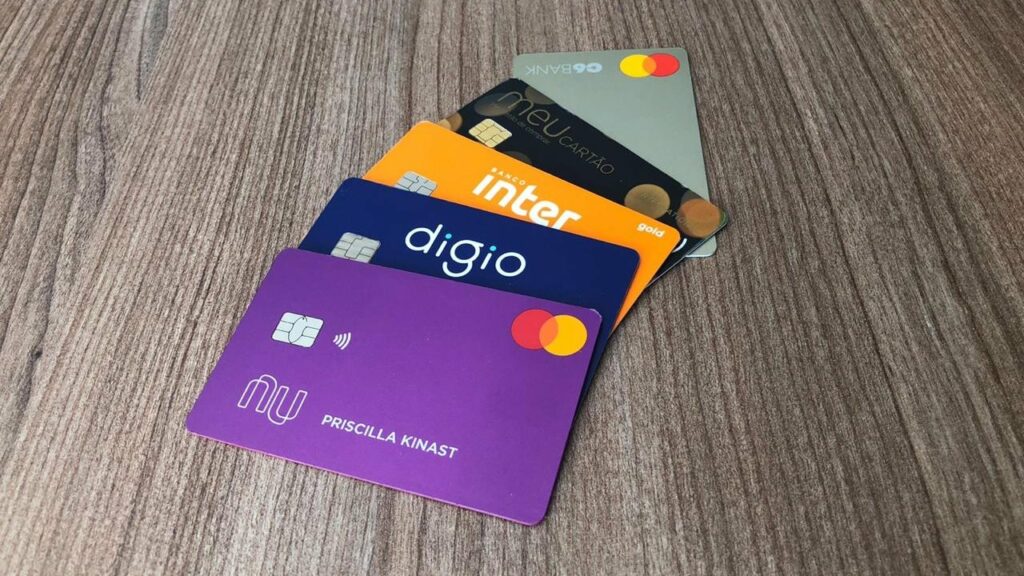 C6BANK
MEU
CARTÃO
BANCO
inter
gold
digio
nu
PRISCILLA KINAST